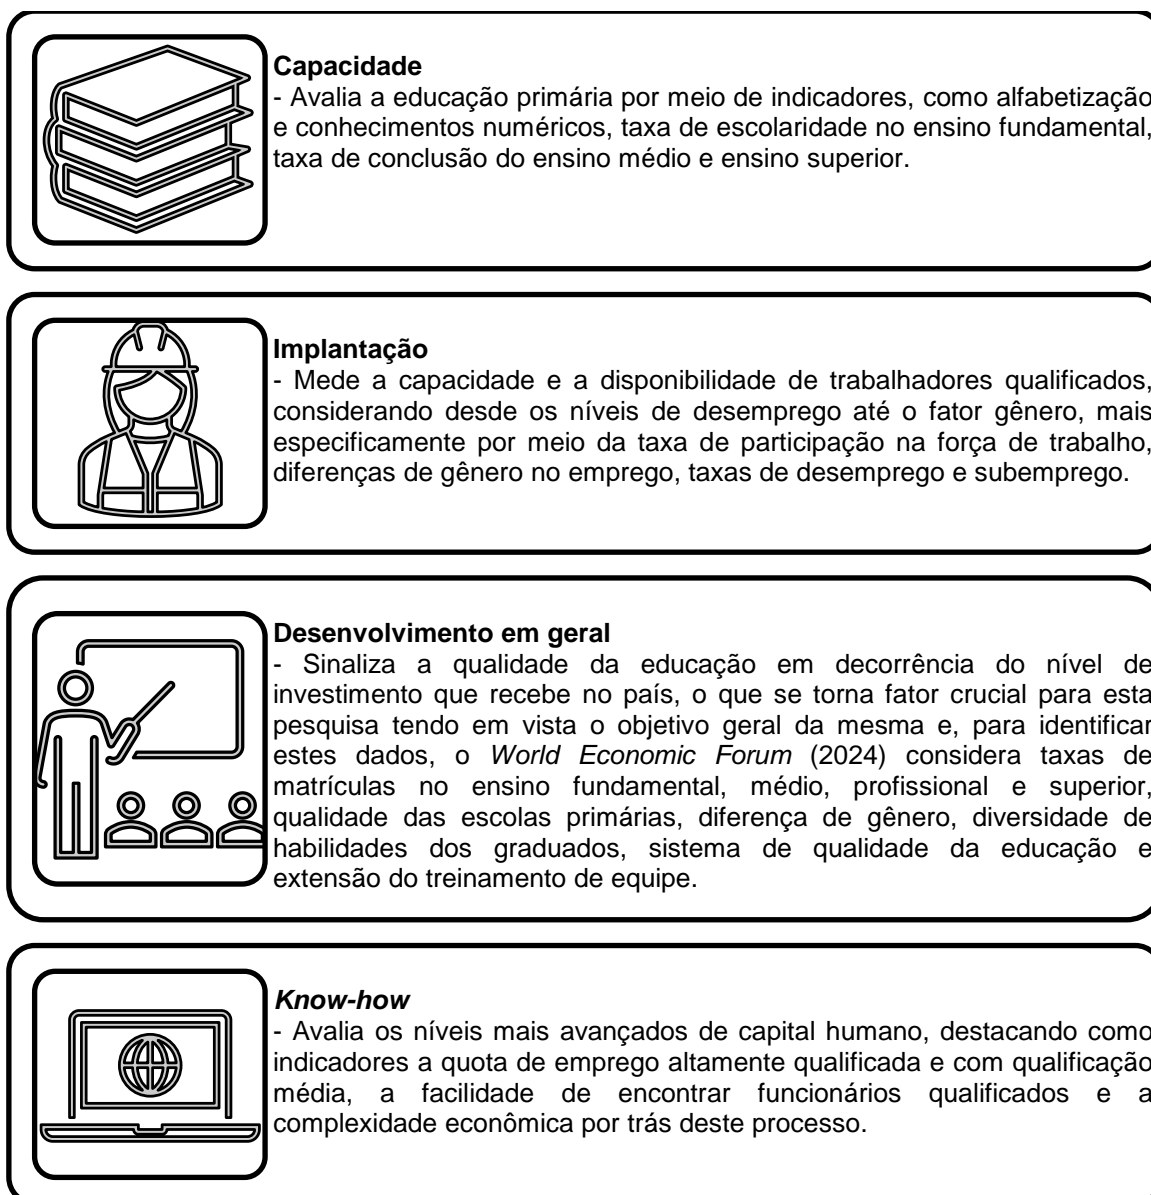 Capacidade
- Avalia a educação primária por meio de indicadores, como alfabetização
e conhecimentos numéricos, taxa de escolaridade no ensino fundamental,
taxa de conclusão do ensino médio e ensino superior.
Implantação
- Mede a capacidade e a disponibilidade de trabalhadores qualificados,
considerando desde os níveis de desemprego até o fator gênero, mais
especificamente por meio da taxa de participação na força de trabalho,
diferenças de gênero no emprego, taxas de desemprego e subemprego.
Desenvolvimento em geral
- Sinaliza a qualidade da educação em decorrência do nível de
investimento que recebe no país, o que se torna fator crucial para esta
pesquisa tendo em vista o objetivo geral da mesma e, para identificar
estes dados, o World Economic Forum (2024) considera taxas de
matrículas no ensino fundamental, médio, profissional e superior,
qualidade das escolas primárias, diferença de gênero, diversidade de
habilidades dos graduados, sistema de qualidade da educação e
extensão do treinamento de equipe.
Know-how
- Avalia os níveis mais avançados de capital humano, destacando como
indicadores a quota de emprego altamente qualificada e com qualificação
média, a facilidade de encontrar funcionários qualificados e a
complexidade econômica por trás deste processo.